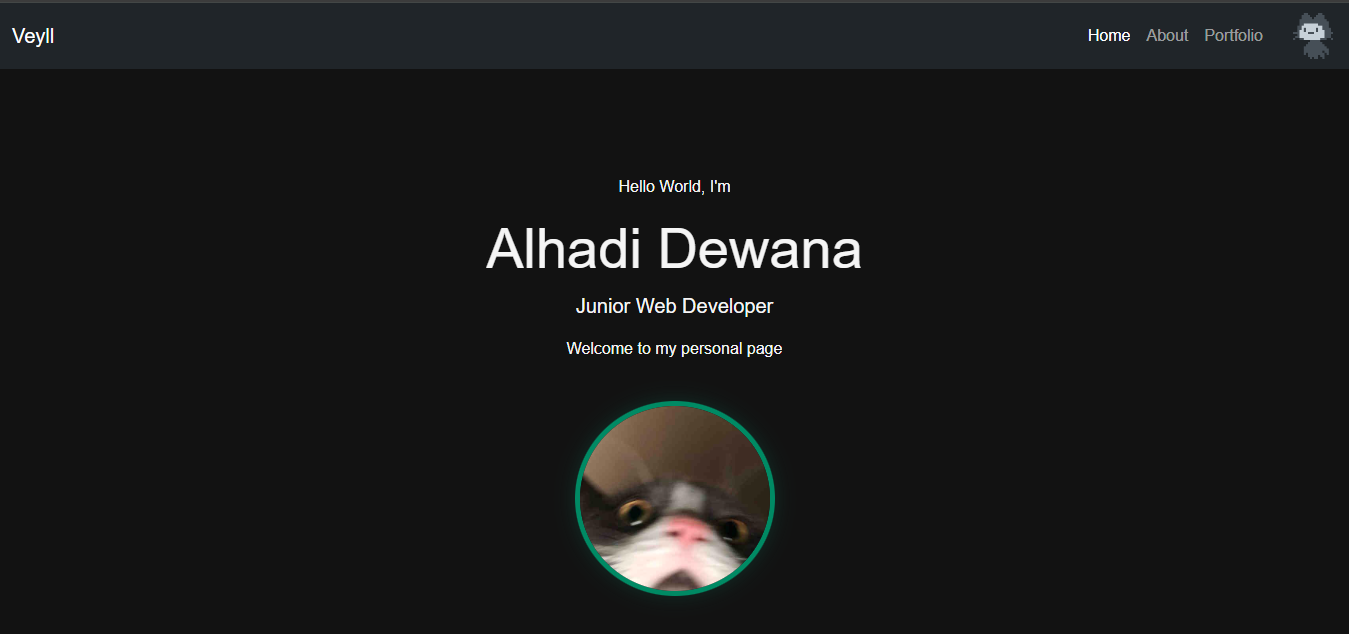 Veyll
Home About Portfolio
Hello World, I'm
Alhadi Dewana
Junior Web Developer
Welcome to my personal page